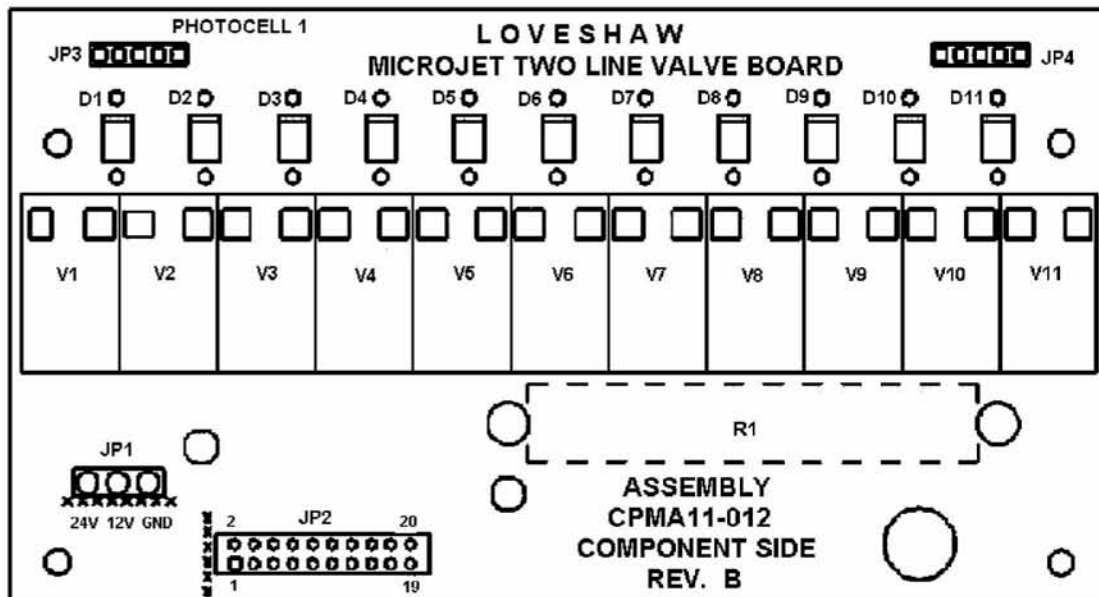 PHOTOCELL 1
LOVESHAW
JP3
MICROJET TWO LINE VALVE BOARD
JP4
D1 D2 D3 D4 D5 D6 D7 D8 D9 D10 D11
V1 V2 V3 V4 V5 V6 V7 V8 V9 V10 V11
R1
JP1
24V 12V GND
ASSEMBLY
CPMA11-012
COMPONENT SIDE
REV. B
2 JP2 20
1 19